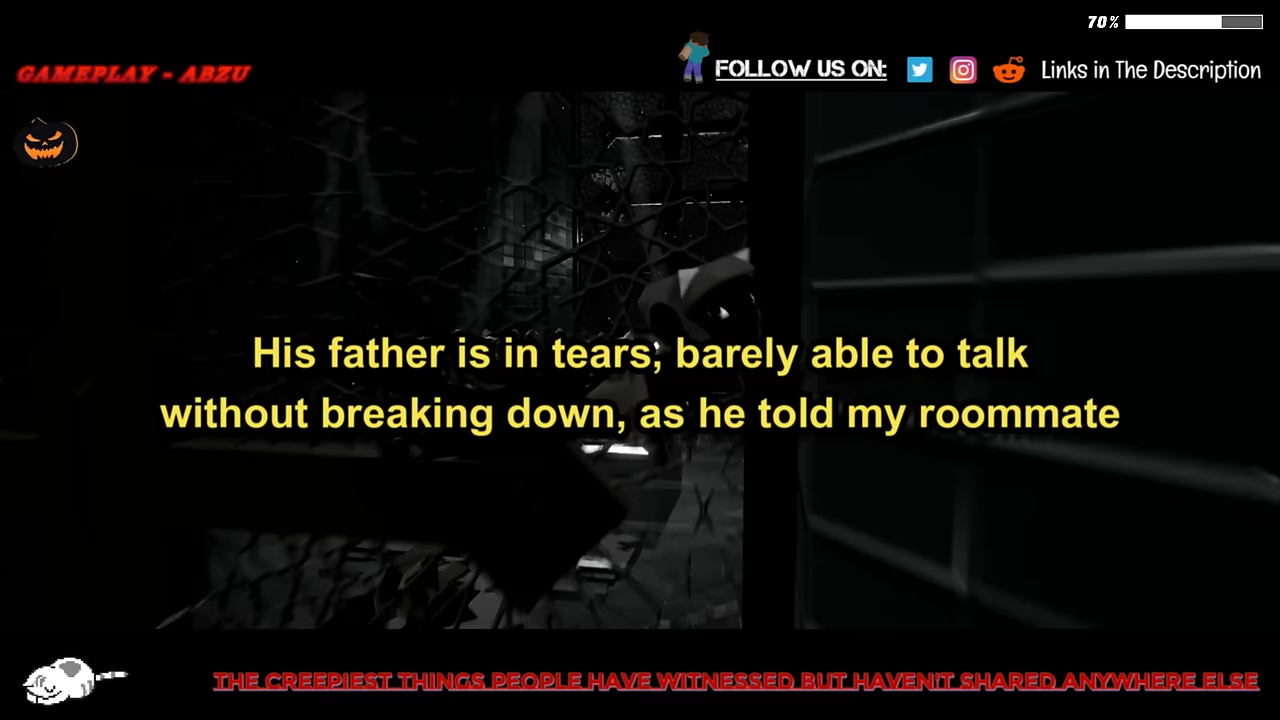 70%
GAMEPLAY - ABZU
FOLLOW US ON:
Links in The Description
His father is in tears, barely able to talk
without breaking down, as he told my roommate
THE CREEPIEST THINGS PEOPLE HAVE WITNESSED BUT HAVEN'T SHARED ANYWHERE ELSE